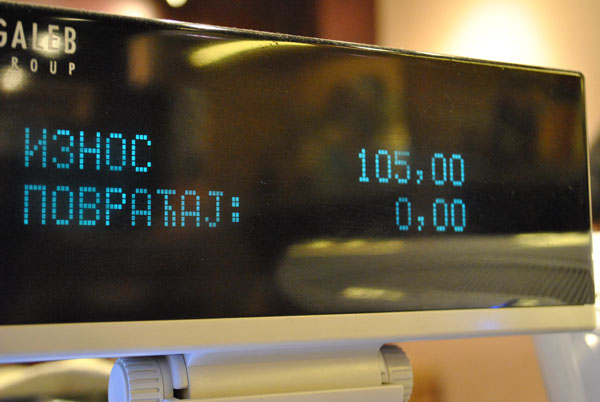 GALEB
GROUP
ИЗНОС 105,00
ПОВРАЋАЈ: 0,00